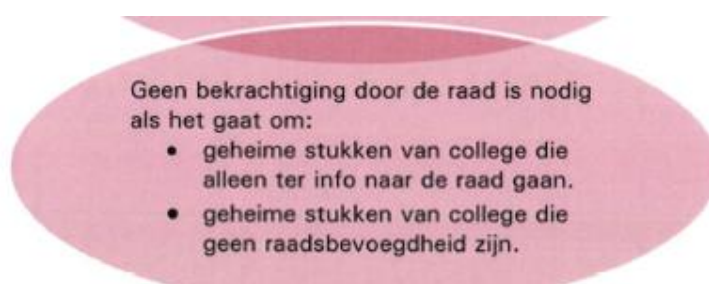 Geen bekrachtiging door de raad is nodig
als het gaat om:
• geheime stukken van college die
alleen ter info naar de raad gaan.
• geheime stukken van college die
geen raadsbevoegdheid zijn.